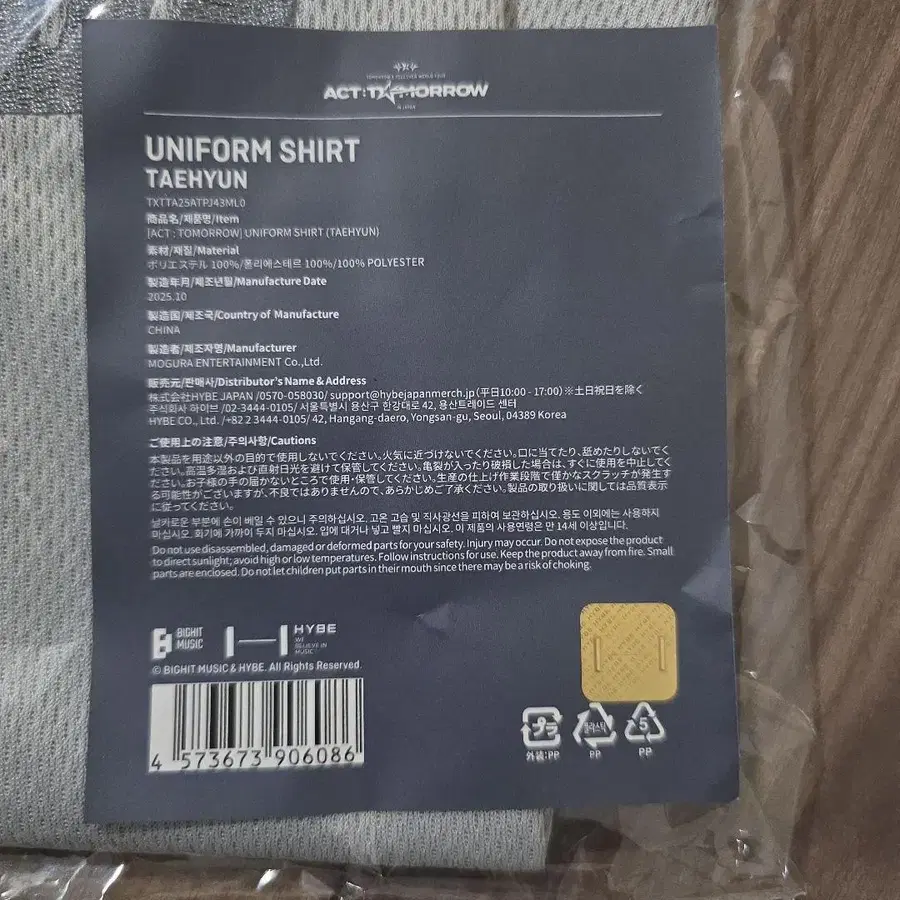 TOMORROW X TOGETHER WORLD TOUR
ACT : TOMORROW
IN JAPAN
UNIFORM SHIRT
TAEHYUN
TXTTA25ATPJ43ML0
商品名/제품명/Item
[ACT : TOMORROW] UNIFORM SHIRT (TAEHYUN)
素材/재질/Material
ポリエステル 100%/폴리에스테르 100%/100% POLYESTER
製造年月/제조년월/Manufacture Date
2025.10
製造国/제조국/Country of Manufacture
CHINA
製造者/제조자명/Manufacturer
MOGURA ENTERTAINMENT Co.,Ltd.
販売元/판매사/Distributor's Name & Address
株式会社HYBE JAPAN /0570-058030/ support@hybejapanmerch.jp(平日10:00 - 17:00)※土日祝日を除く
주식회사 하이브 /02-3444-0105/ 서울특별시 용산구 한강대로 42, 용산트레이드 센터
HYBE CO., Ltd. /+82 2 3444-0105/ 42, Hangang-daero, Yongsan-gu, Seoul, 04389 Korea
ご使用上の注意/주의사항/Cautions
本製品を用途以外の目的で使用しないでください。火気に近づけないでください。口に当てたり、舐めたりしないでく
ださい。高温多湿および直射日光を避けて保管してください。亀裂が入ったり破損した場合は、すぐに使用を中止してく
ださい。お子様の手の届かないところで使用・保管してください。生産の仕上げ作業段階で僅かなスクラッチが発生す
る可能性がございますが、不良ではありませんので、あらかじめご了承ください。製品の取り扱いに関しては品質表示
に従ってください。
날카로운 부분에 손이 베일 수 있으니 주의하십시오. 고온 고습 및 직사광선을 피하여 보관하십시오. 용도 이외에는 사용하지
마십시오. 화기에 가까이 두지 마십시오. 입에 대거나 넣고 빨지 마십시오. 이 제품의 사용연령은 만 14세 이상입니다.
Do not use disassembled, damaged or deformed parts for your safety. Injury may occur. Do not expose the product
to direct sunlight; avoid high or low temperatures. Follow instructions for use. Keep the product away from fire. Small
parts are enclosed. Do not let children put parts in their mouth since there may be a risk of choking.
BIGHIT MUSIC
HYBE
WE BELIEVE IN MUSIC
© BIGHIT MUSIC & HYBE. All Rights Reserved.
4 573673 906086
プラ
外装:PP
플라스틱
PP
5
PP